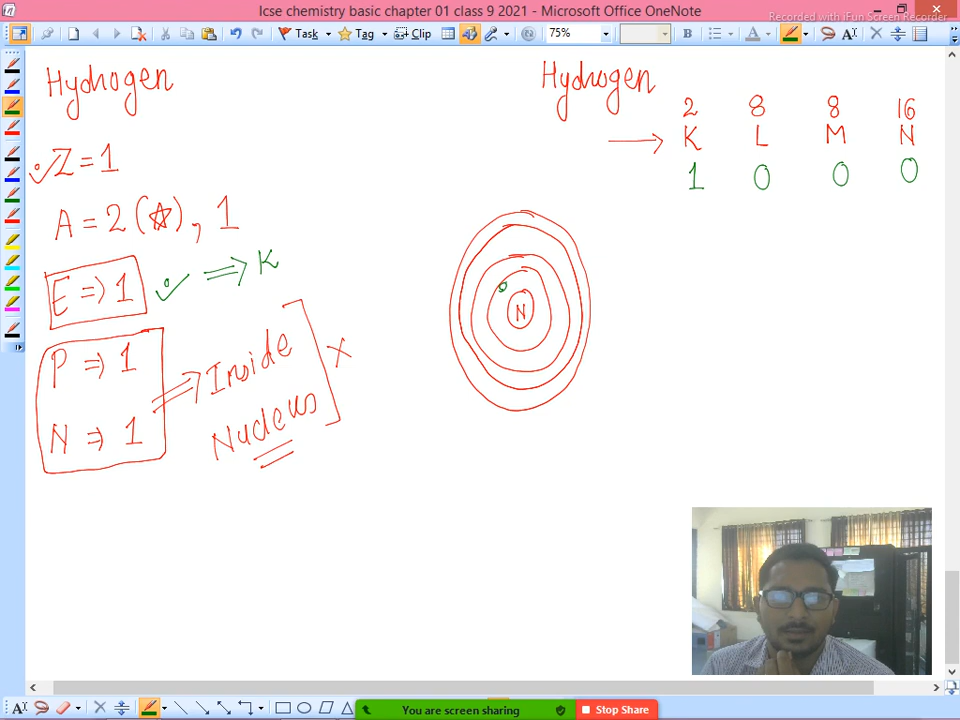 Icse chemistry basic chapter 01 class 9 2021 - Microsoft Office OneNote
Recorded with iFun Screen Recorder
Task Tag Clip 75% B A
Hydrogen
Z = 1
A = 2 (☆), 1
E => 1 => K
P => 1
N => 1
=> Inside
Nucleus
] X
Hydrogen
2 8 8 16
→ K L M N
1 0 0 0
N
You are screen sharing Stop Share